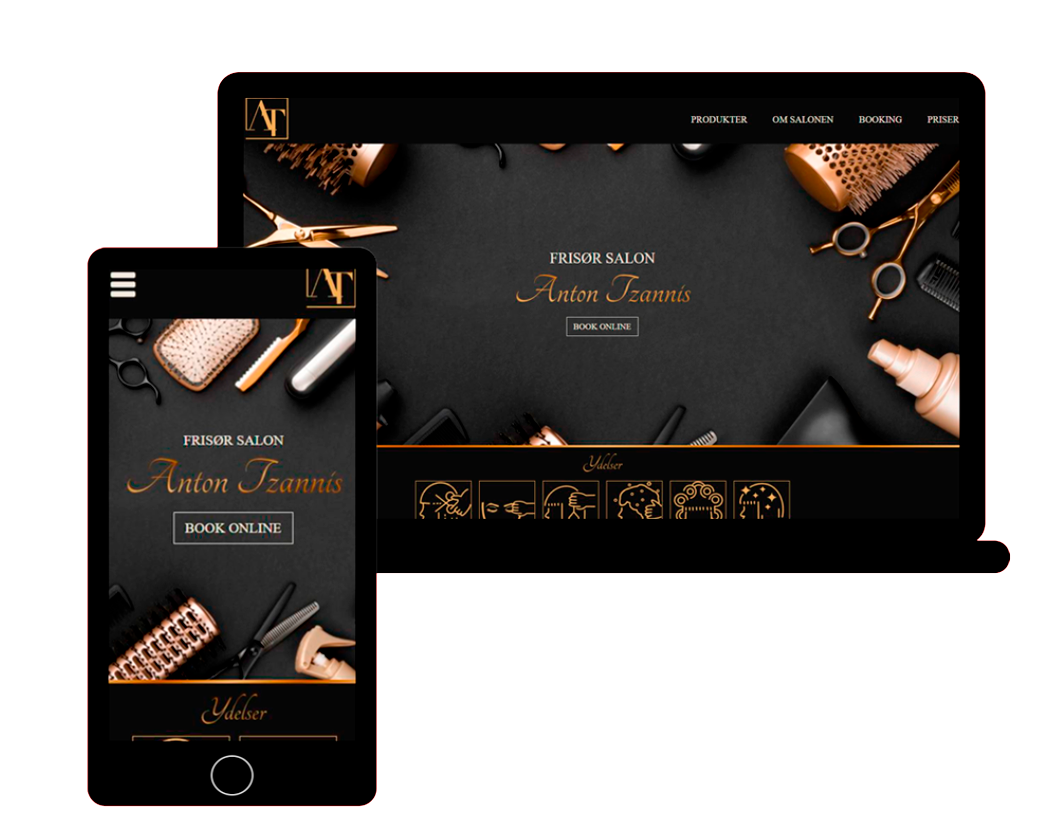 AT
PRODUKTER OM SALONEN BOOKING PRISER
FRISØR SALON
Anton Tzannis
BOOK ONLINE
Ydelser
AT
FRISØR SALON
Anton Tzannis
BOOK ONLINE
Ydelser